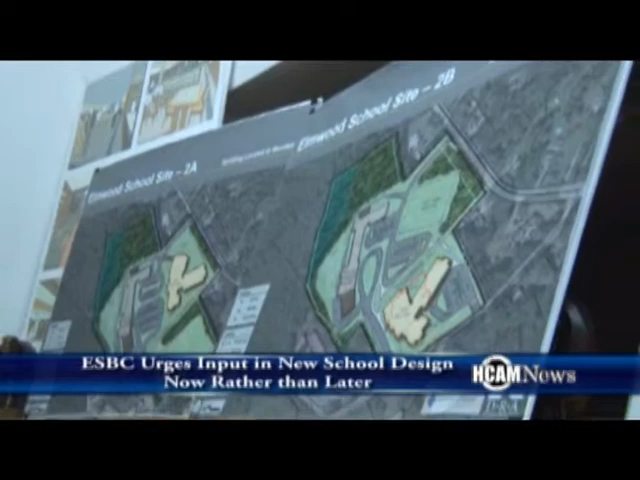 Elmwood School Site - 2A
Elmwood School Site - 2B
ESBC Urges Input in New School Design
Now Rather than Later
HCAM News